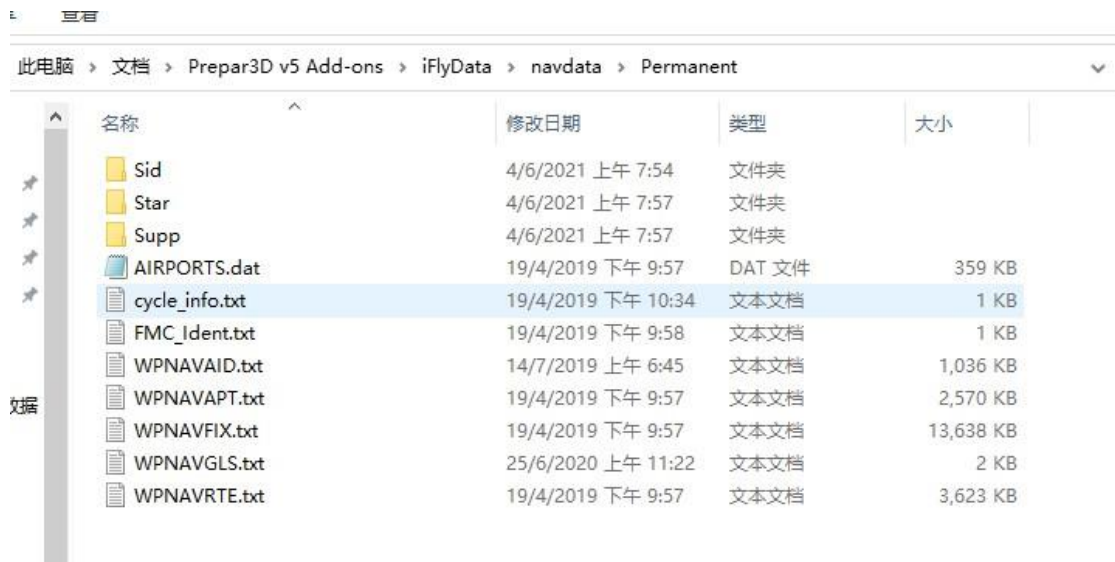 查看
此电脑 > 文档 > Prepar3D v5 Add-ons > iFlyData > navdata > Permanent
名称 修改日期 类型 大小
Sid 4/6/2021 上午 7:54 文件夹
Star 4/6/2021 上午 7:57 文件夹
Supp 4/6/2021 上午 7:57 文件夹
AIRPORTS.dat 19/4/2019 下午 9:57 DAT 文件 359 KB
cycle_info.txt 19/4/2019 下午 10:34 文本文档 1 KB
FMC_Ident.txt 19/4/2019 下午 9:58 文本文档 1 KB
WPNAVAID.txt 14/7/2019 上午 6:45 文本文档 1,036 KB
WPNAVAPT.txt 19/4/2019 下午 9:57 文本文档 2,570 KB
数据
WPNAVFIX.txt 19/4/2019 下午 9:57 文本文档 13,638 KB
WPNAVGLS.txt 25/6/2020 上午 11:22 文本文档 2 KB
WPNAVRTE.txt 19/4/2019 下午 9:57 文本文档 3,623 KB